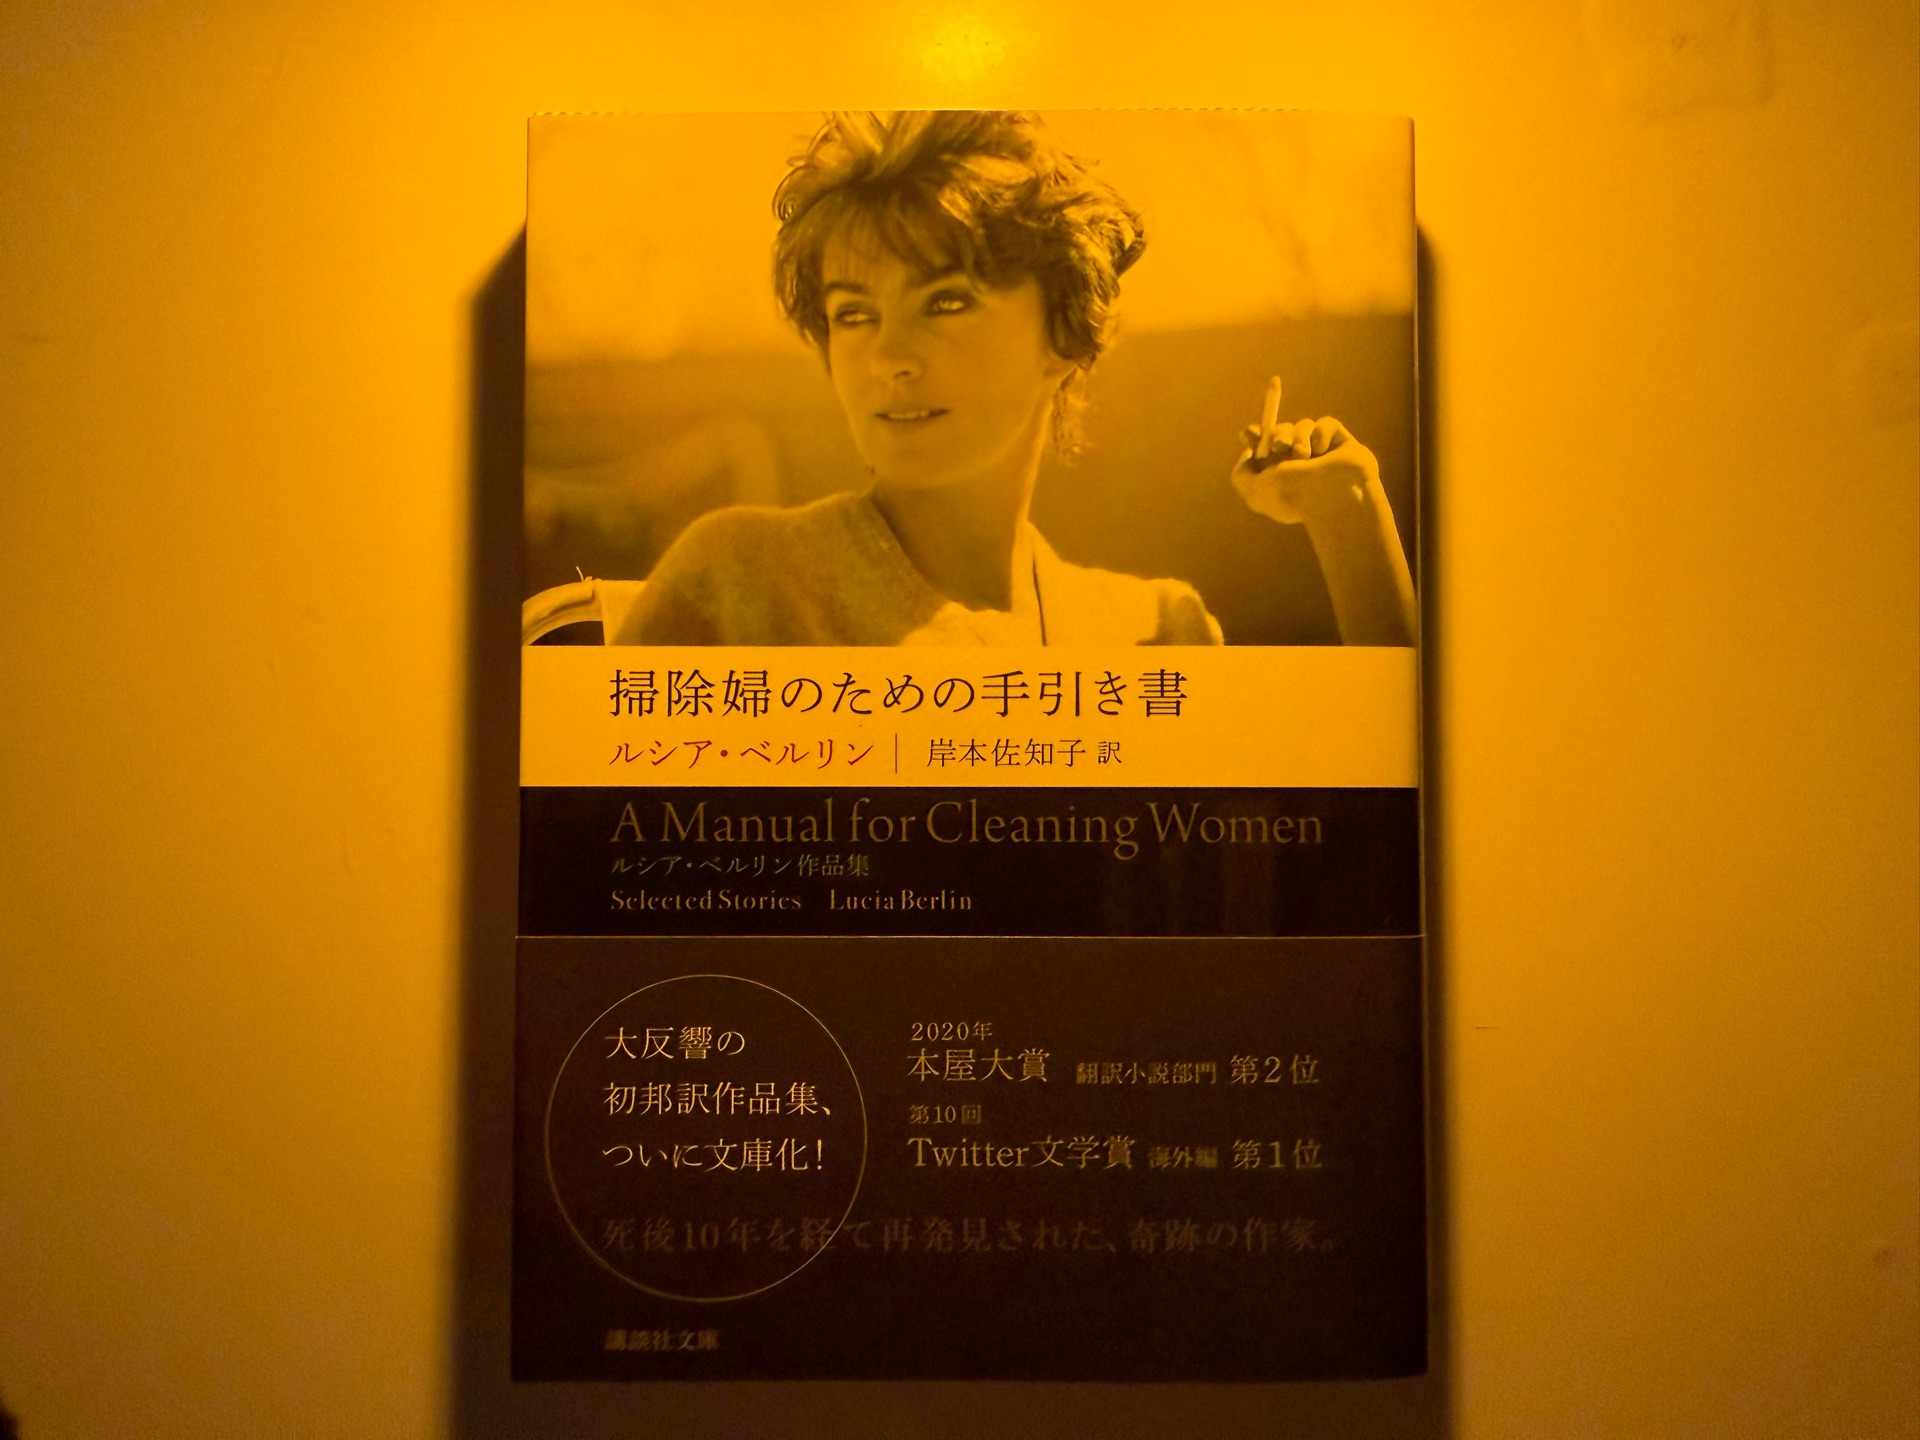 掃除婦のための手引き書
ルシア・ベルリン｜岸本佐知子 訳
A Manual for Cleaning Women
ルシア・ベルリン作品集
Selected Stories Lucia Berlin
大反響の
初邦訳作品集、
ついに文庫化！
2020年
本屋大賞 翻訳小説部門 第2位
第10回
Twitter文学賞 海外編 第1位
死後10年を経て再発見された、奇跡の作家。
講談社文庫